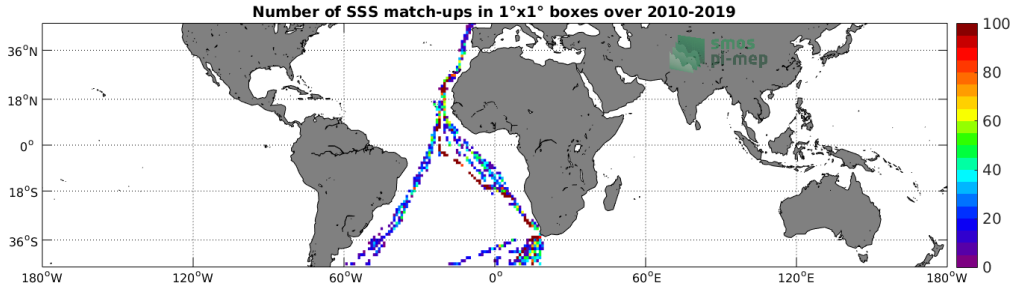 Number of SSS match-ups in 1°x1° boxes over 2010-2019
smos
pi-mep
36°N
18°N
0°
18°S
36°S
180°W 120°W 60°W 0° 60°E 120°E 180°W
100
80
60
40
20
0